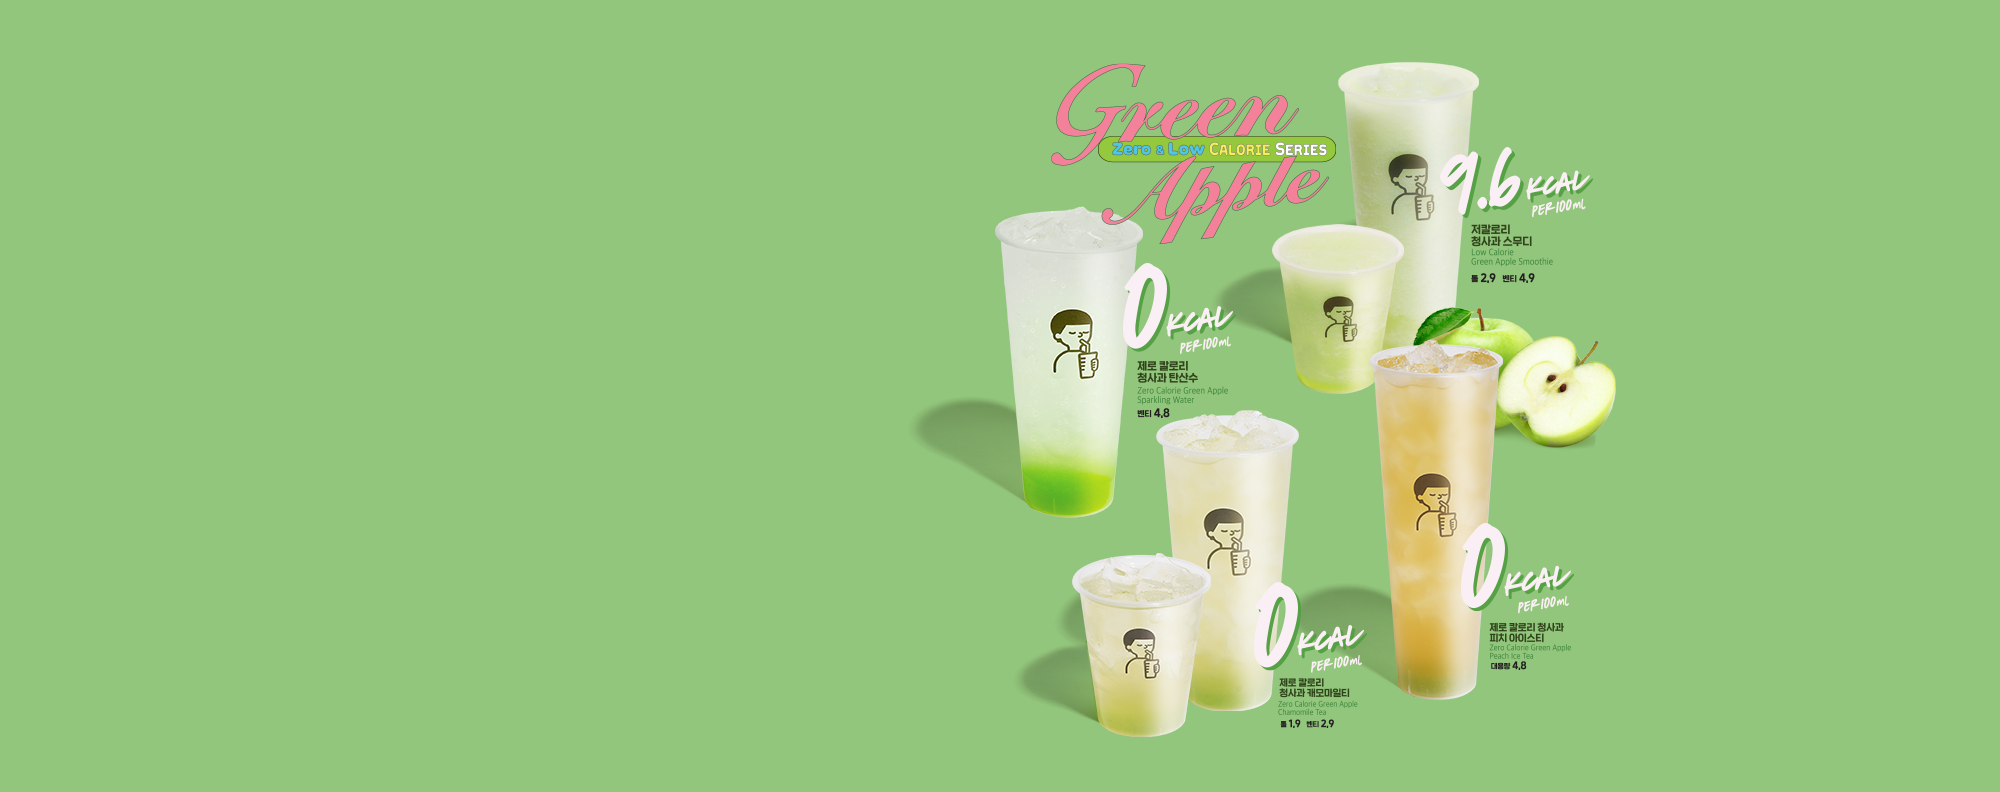 Green
Zero & Low CALORIE SERIES
Apple
9.6 KCAL
PER 100ml
저칼로리
청사과 스무디
Low Calorie
Green Apple Smoothie
톨 2,9 벤티 4,9
0 KCAL
PER 100ml
제로 칼로리
청사과 탄산수
Zero Calorie Green Apple
Sparkling Water
벤티 4,8
0 KCAL
PER 100ml
제로 칼로리
청사과 캐모마일티
Zero Calorie Green Apple
Chamomile Tea
톨 1,9 벤티 2,9
0 KCAL
PER 100ml
제로 칼로리 청사과
피치 아이스티
Zero Calorie Green Apple
Peach Ice Tea
대용량 4,8